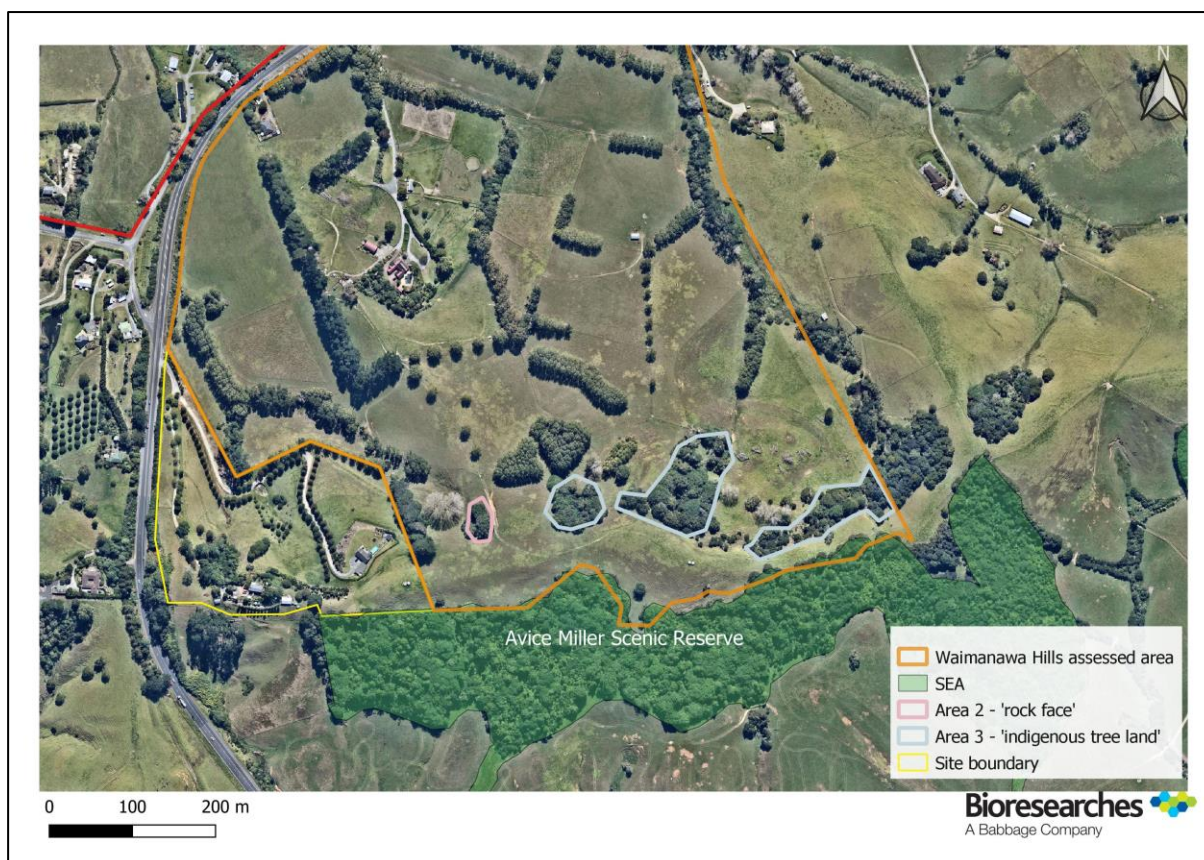 N
Avice Miller Scenic Reserve
Waimanawa Hills assessed area
SEA
Area 2 - 'rock face'
Area 3 - 'indigenous tree land'
Site boundary
0 100 200 m
Bioresearches
A Babbage Company